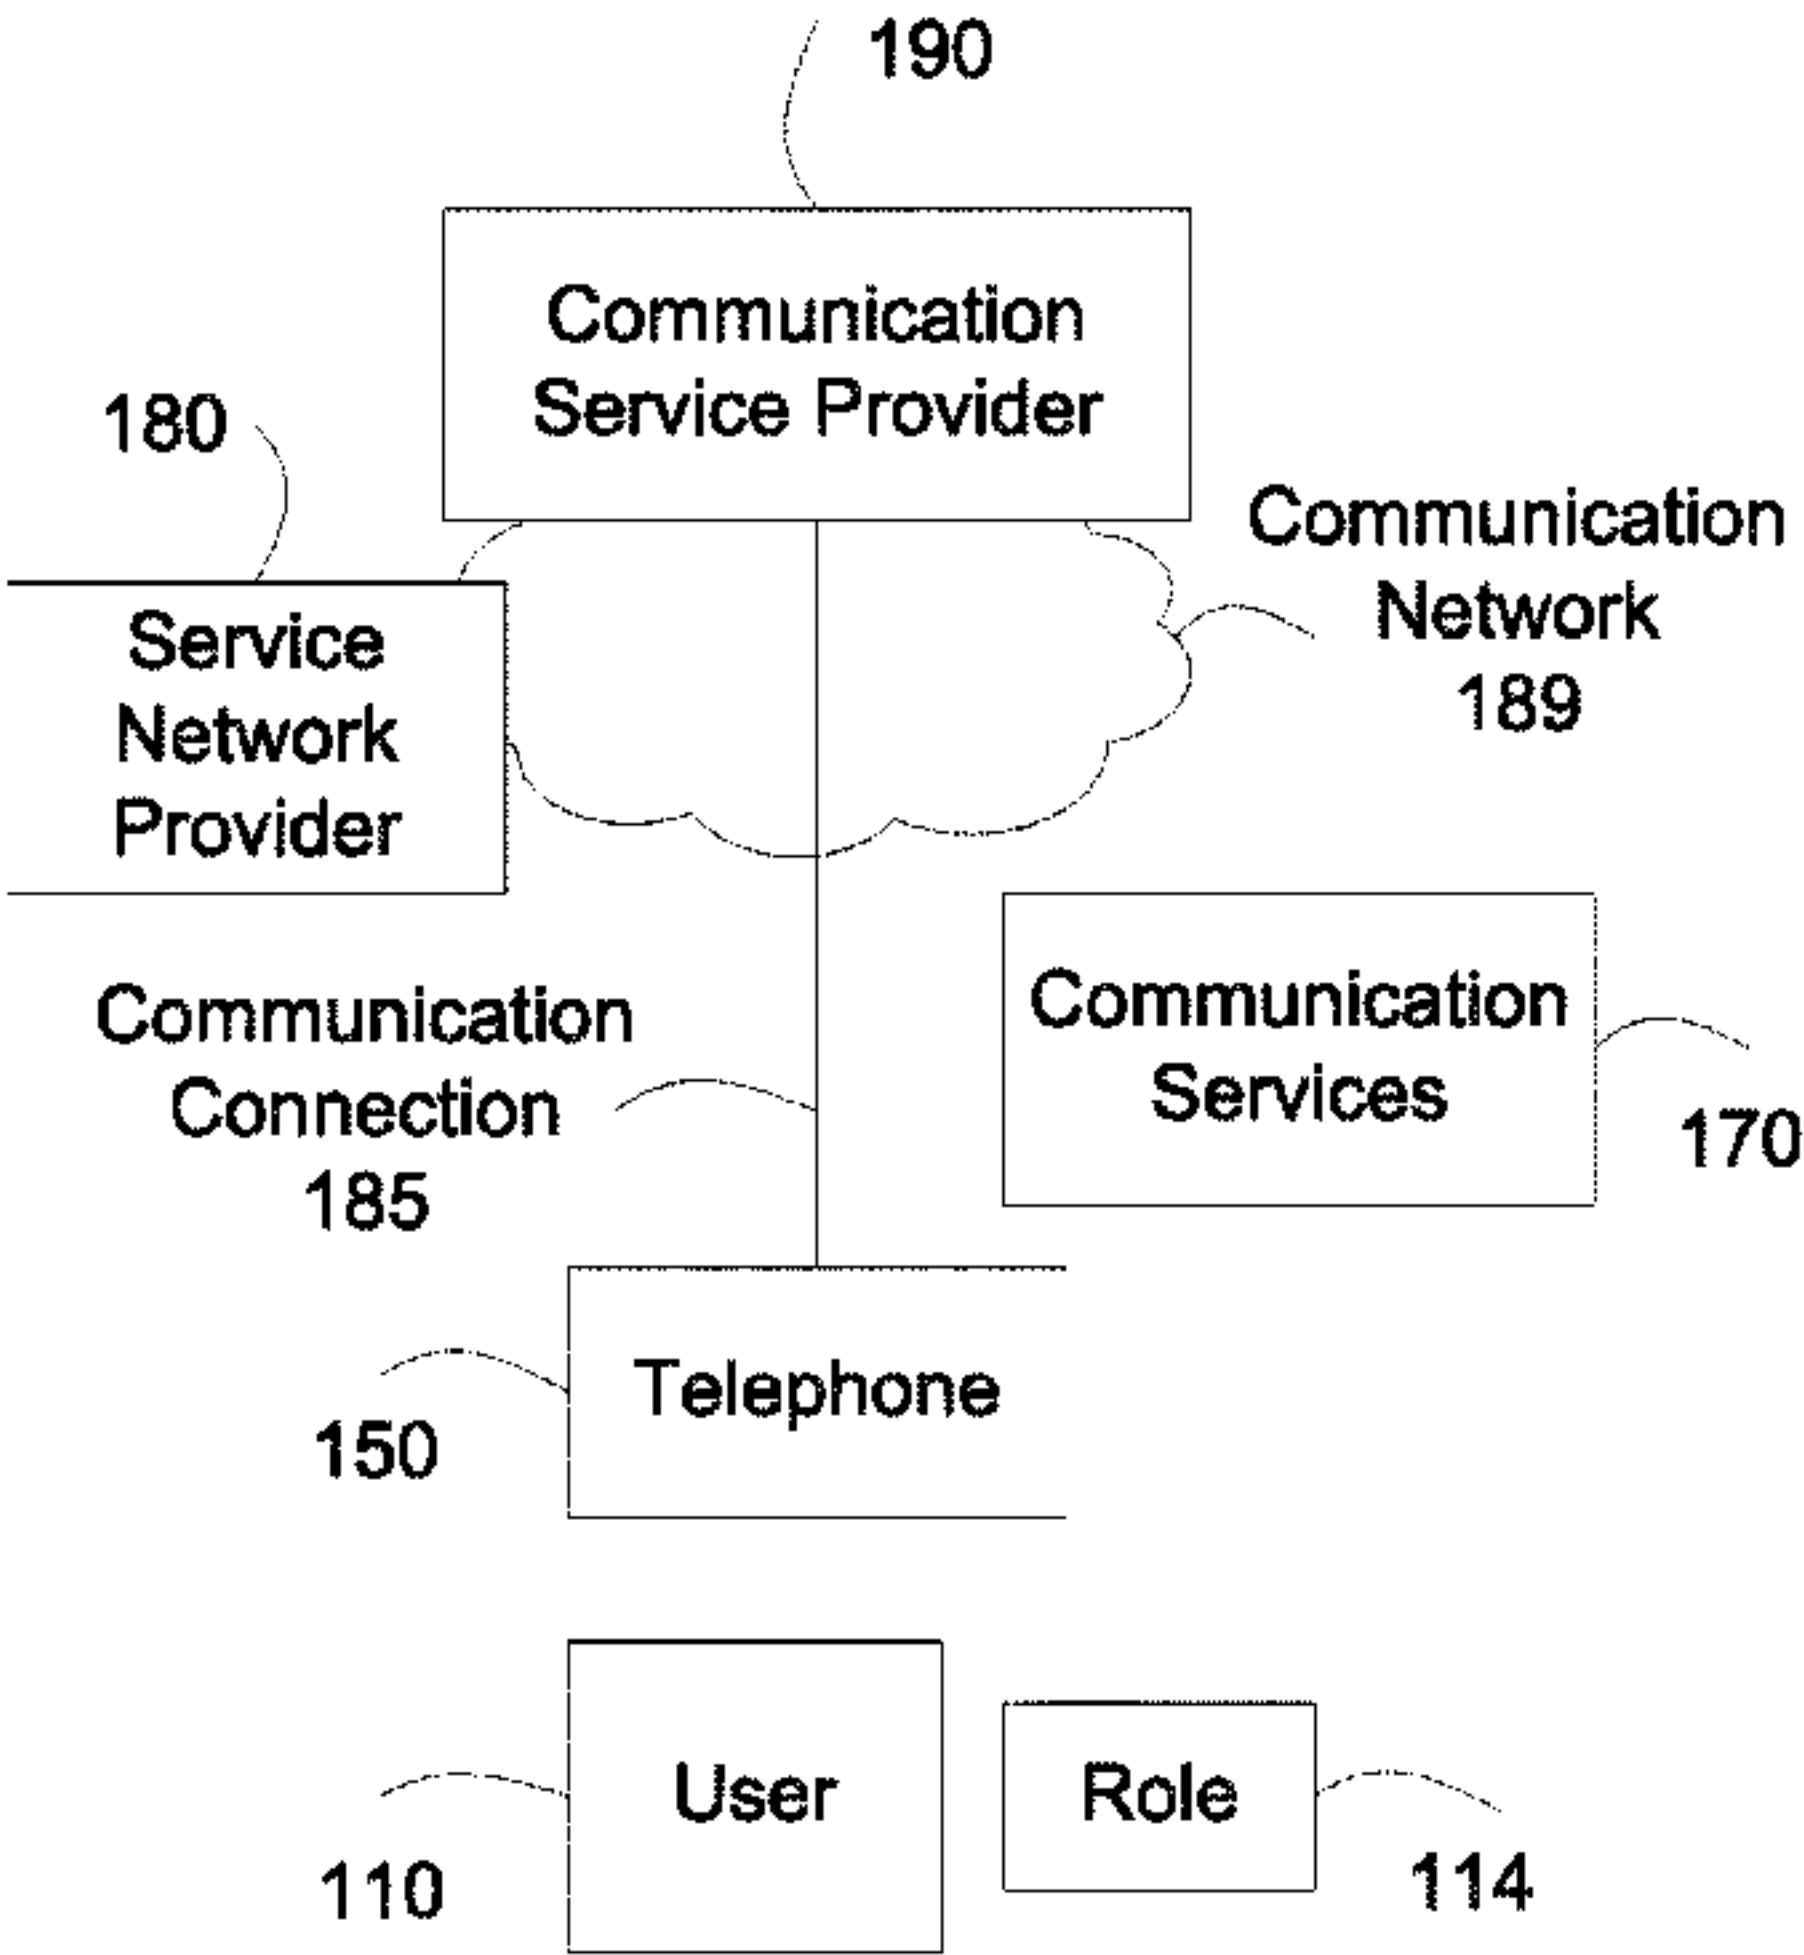 190
Communication
Service Provider
180
Communication
Network
189
Service
Network
Provider
Communication
Connection
185
Communication
Services
170
Telephone
150
User
Role
110
114